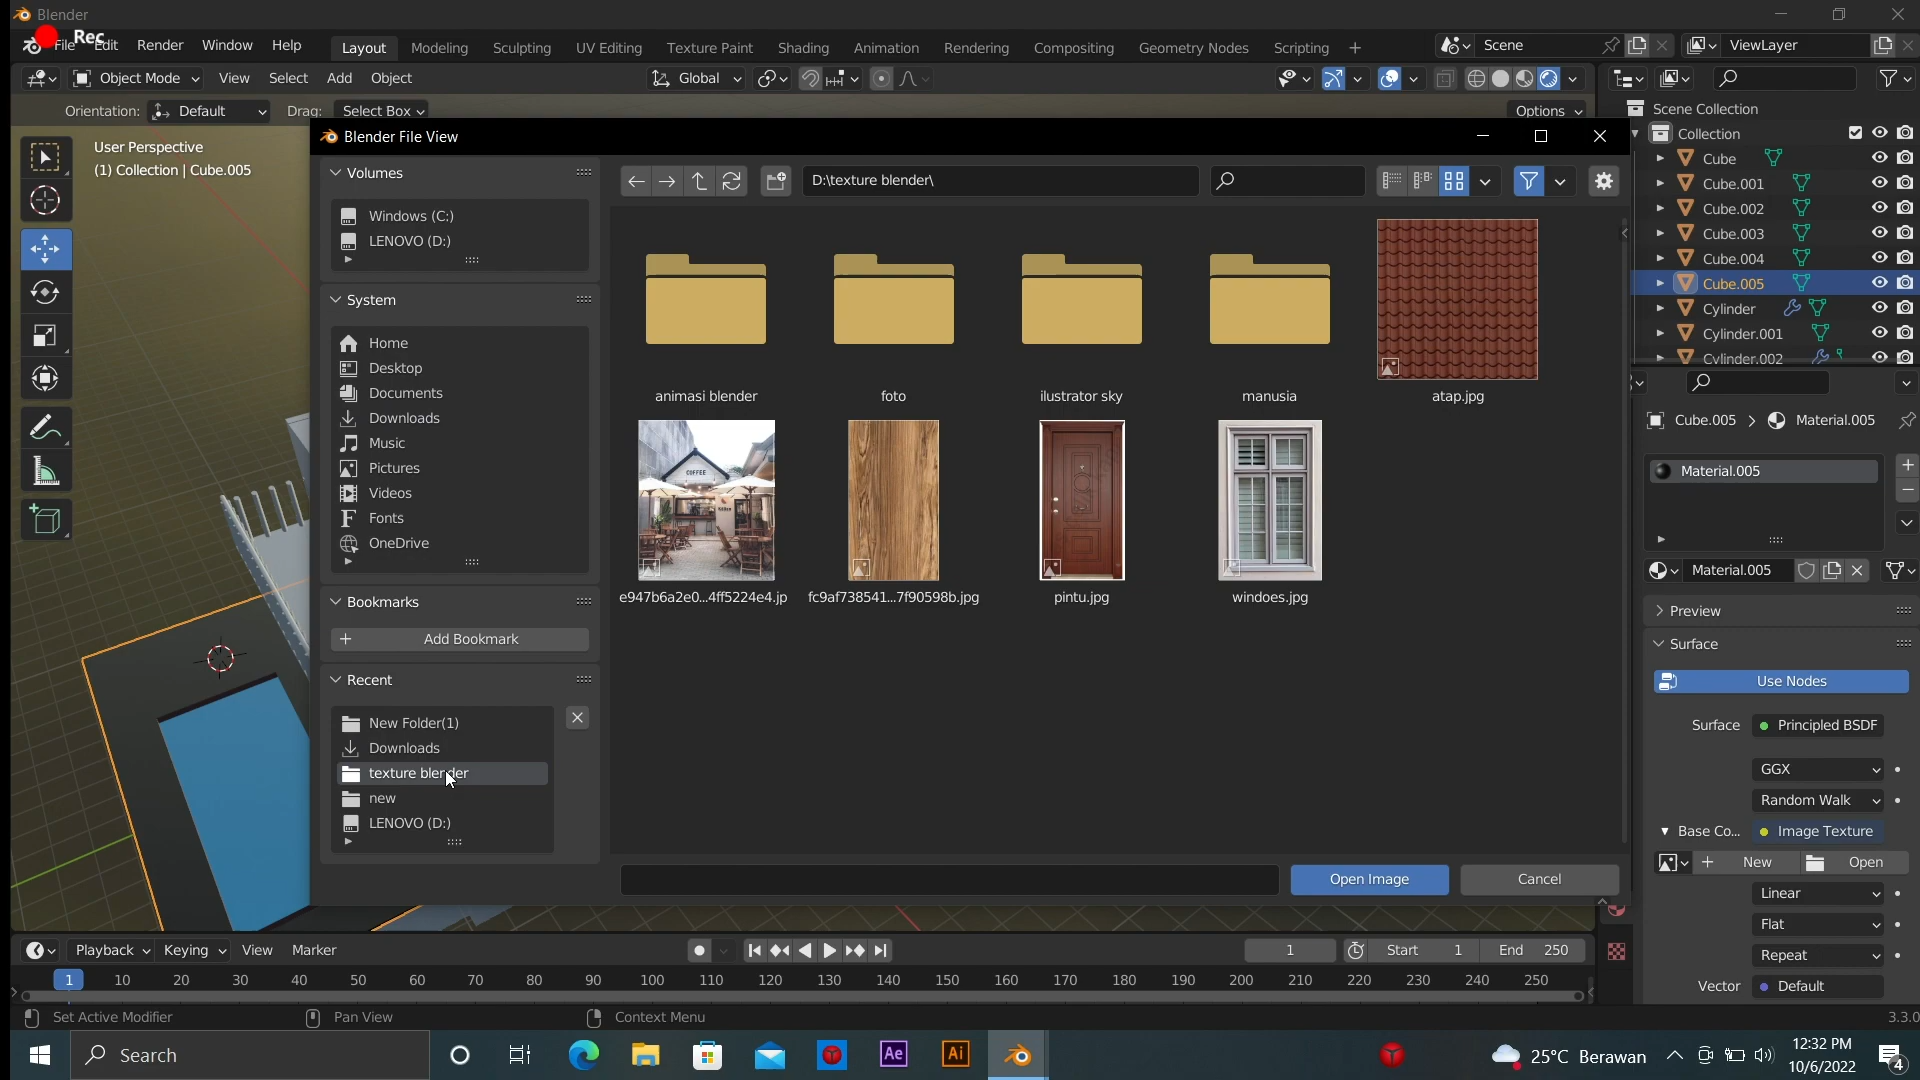 Blender
Rec
File Edit Render Window Help
Layout Modeling Sculpting UV Editing Texture Paint Shading Animation Rendering Compositing Geometry Nodes Scripting +
Scene
ViewLayer
Object Mode View Select Add Object
Global
Orientation: Default Drag: Select Box
Options
User Perspective
(1) Collection | Cube.005
Blender File View
Volumes
Windows (C:)
LENOVO (D:)
System
Home
Desktop
Documents
Downloads
Music
Pictures
Videos
Fonts
OneDrive
Bookmarks
Add Bookmark
Recent
New Folder(1)
Downloads
texture blender
new
LENOVO (D:)
D:\texture blender\
animasi blender
foto
ilustrator sky
manusia
atap.jpg
COFFEE
e947b6a2e0...4ff5224e4.jp
fc9af738541...7f90598b.jpg
pintu.jpg
windoes.jpg
Open Image
Cancel
Scene Collection
Collection
Cube
Cube.001
Cube.002
Cube.003
Cube.004
Cube.005
Cylinder
Cylinder.001
Cylinder.002
Cube.005 > Material.005
Material.005
Material.005
Preview
Surface
Use Nodes
Surface Principled BSDF
GGX
Random Walk
Base Co... Image Texture
New Open
Linear
Flat
Repeat
Vector Default
Playback Keying View Marker
1 Start 1 End 250
1 10 20 30 40 50 60 70 80 90 100 110 120 130 140 150 160 170 180 190 200 210 220 230 240 250
Set Active Modifier
Pan View
Context Menu
3.3.0
Search
Ae
Ai
25°C Berawan
12:32 PM
10/6/2022
4